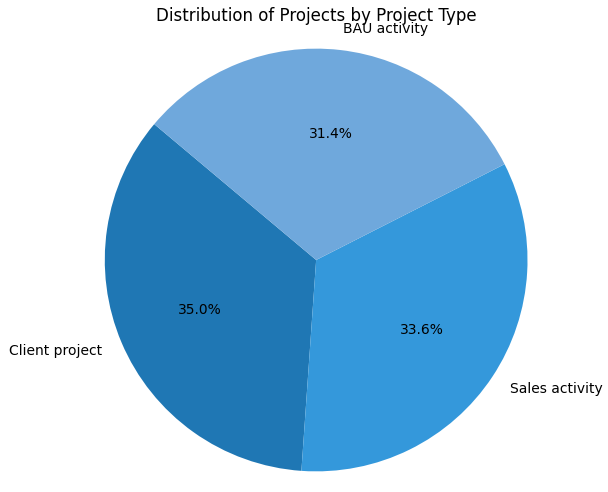 Distribution of Projects by Project Type
BAU activity
31.4%
35.0%
33.6%
Client project
Sales activity